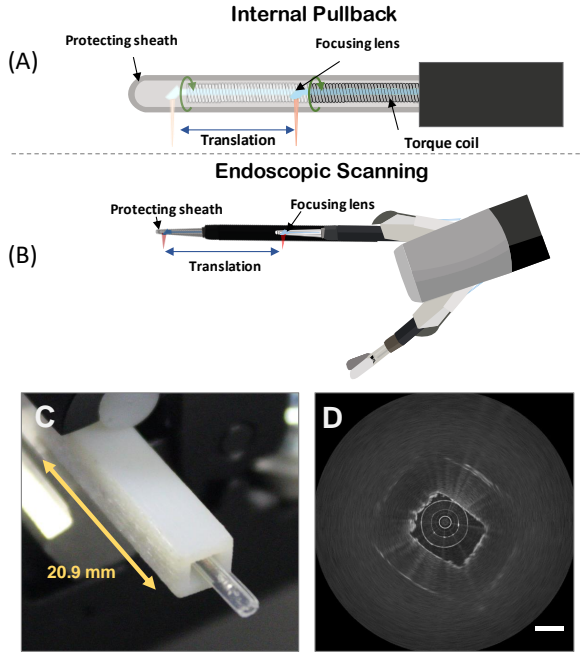 Internal Pullback
Protecting sheath
Focusing lens
(A)
Translation
Torque coil
Endoscopic Scanning
Protecting sheath
Focusing lens
(B)
Translation
C
D
20.9 mm